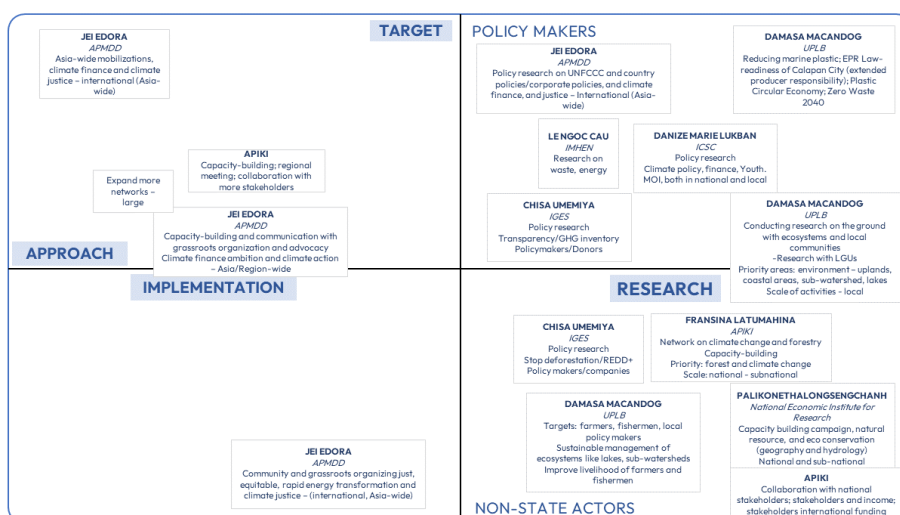 TARGET
POLICY MAKERS
JEI EDORA
APMDD
Asia-wide mobilizations,
climate finance and climate
justice – international (Asia-
wide)
JEI EDORA
APMDD
Policy research on UNFCCC and country
policies/corporate policies, and climate
finance, and justice – International (Asia-
wide)
DAMASA MACANDOG
UPLB
Reducing marine plastic; EPR Law-
readiness of Calapan City (extended
producer responsibility); Plastic
Circular Economy; Zero Waste
2040
LE NGOC CAU
IMHEN
Research on
waste, energy
DANIZE MARIE LUKBAN
ICSC
Policy research
Climate policy, finance, Youth.
MOI, both in national and local
APIKI
Capacity-building; regional
meeting; collaboration with
more stakeholders
Expand more
networks –
large
JEI EDORA
APMDD
Capacity-building and communication with
grassroots organization and advocacy
Climate finance ambition and climate action
– Asia/Region-wide
CHISA UMEMIYA
IGES
Policy research
Transparency/GHG inventory
Policymakers/Donors
DAMASA MACANDOG
UPLB
Conducting research on the ground
with ecosystems and local
communities
-Research with LGUs
Priority areas: environment – uplands,
coastal areas, sub-watershed, lakes
Scale of activities - local
APPROACH
IMPLEMENTATION
RESEARCH
CHISA UMEMIYA
IGES
Policy research
Stop deforestation/REDD+
Policy makers/companies
FRANSINA LATUMAHINA
APIKI
Network on climate change and forestry
Capacity-building
Priority: forest and climate change
Scale: national - subnational
DAMASA MACANDOG
UPLB
Targets: farmers, fishermen, local
policy makers
Sustainable management of
ecosystems like lakes, sub-watersheds
Improve livelihood of farmers and
fishermen
PALIKONETHALONGSENGCHANH
National Economic Institute for
Research
Capacity building campaign, natural
resource, and eco conservation
(geography and hydrology)
National and sub-national
JEI EDORA
APMDD
Community and grassroots organizing just,
equitable, rapid energy transformation and
climate justice – (international, Asia-wide)
APIKI
Collaboration with national
stakeholders; stakeholders and income;
stakeholders international funding
NON-STATE ACTORS